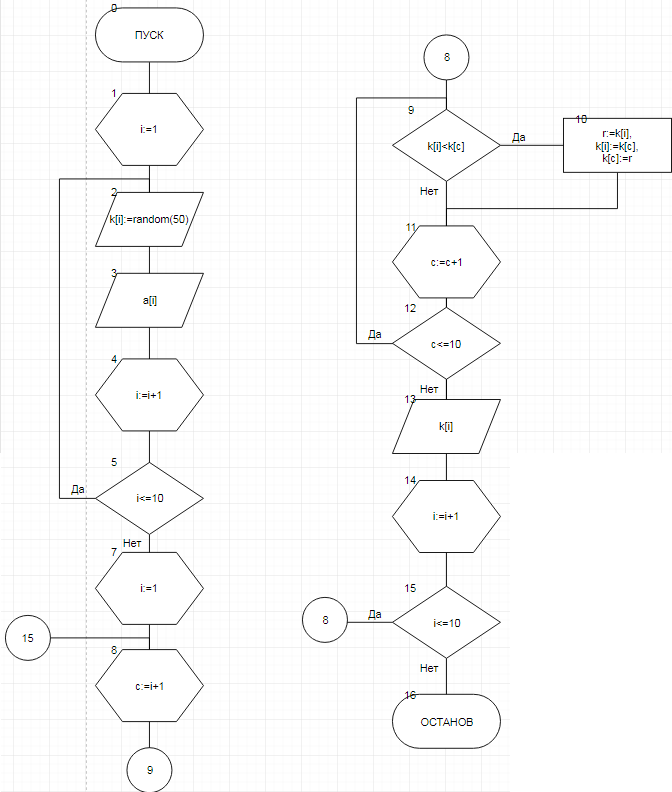 0
ПУСК
1
i:=1
2
k[i]:=random(50)
3
a[i]
4
i:=i+1
5
i<=10
Да
Нет
7
i:=1
15
8
c:=i+1
9
8
9
k[i]<k[c]
Да
10
r:=k[i],
k[i]:=k[c],
k[c]:=r
Нет
11
c:=c+1
12
c<=10
Да
Нет
13
k[i]
14
i:=i+1
15
i<=10
Да
8
Нет
16
ОСТАНОВ